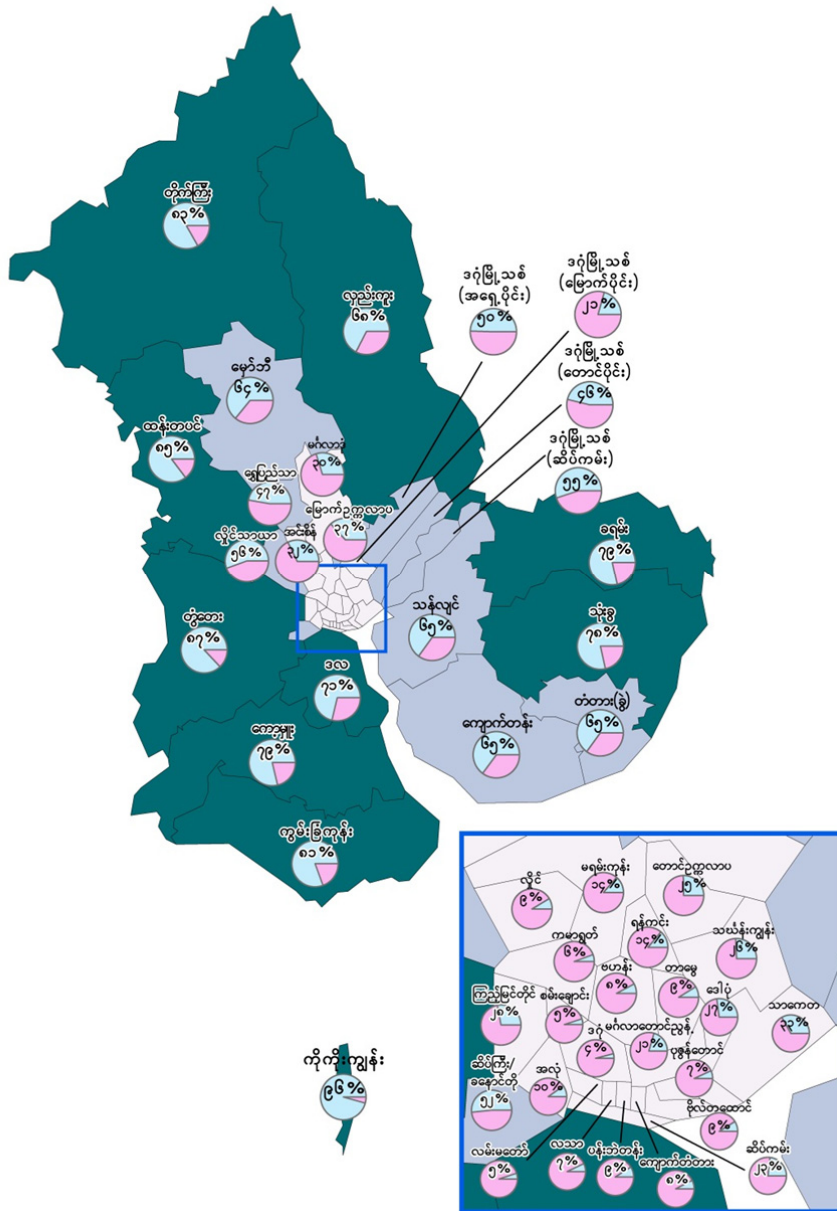 တိုက်ကြီး
၈၃%
လှည်းကူး
၆၈%
ဒဂုံမြို့သစ်
(အရှေ့ပိုင်း)
၅၀%
ဒဂုံမြို့သစ်
(မြောက်ပိုင်း)
၂၁%
ဒဂုံမြို့သစ်
(တောင်ပိုင်း)
၄၆%
ဒဂုံမြို့သစ်
(ဆိပ်ကမ်း)
၅၅%
မှော်ဘီ
၆၄%
ထန်းတပင်
၈၅%
မင်္ဂလာဒုံ
၃၀%
ရွှေပြည်သာ
၄၇%
မြောက်ဥက္ကလာပ
၃၇%
လှိုင်သာယာ
၅၆%
အင်းစိန်
၃၂%
ခရမ်း
၇၉%
တွံတေး
၈၇%
သန်လျင်
၆၅%
သုံးခွ
၇၈%
ဒလ
၇၁%
ကျောက်တန်း
၆၅%
တံတား(ခွဲ)
၆၅%
ကော့မှူး
၇၉%
ကွမ်းခြံကုန်း
၈၁%
ကိုကိုးကျွန်း
၉၆%
လှိုင်
၉%
မရမ်းကုန်း
၁၄%
တောင်ဥက္ကလာပ
၂၅%
ကမာရွတ်
၆%
ရန်ကင်း
၁၄%
သင်္ဃန်းကျွန်း
၂၆%
ဗဟန်း
၈%
တာမွေ
၉%
ဒေါပုံ
၂၇%
သာကေတ
၃၃%
ကြည့်မြင်တိုင်
၂၈%
စမ်းချောင်း
၅%
ဒဂုံ
၄%
မင်္ဂလာတောင်ညွန့်
၂၁%
ပုဇွန်တောင်
၇%
ဆိပ်ကြီး/
ခနောင်တို
၅၂%
အလုံ
၁၀%
ဗိုလ်တထောင်
၉%
လမ်းမတော်
၅%
လသာ
၇%
ပန်းဘဲတန်း
၉%
ကျောက်တံတား
၈%
ဆိပ်ကမ်း
၂၃%